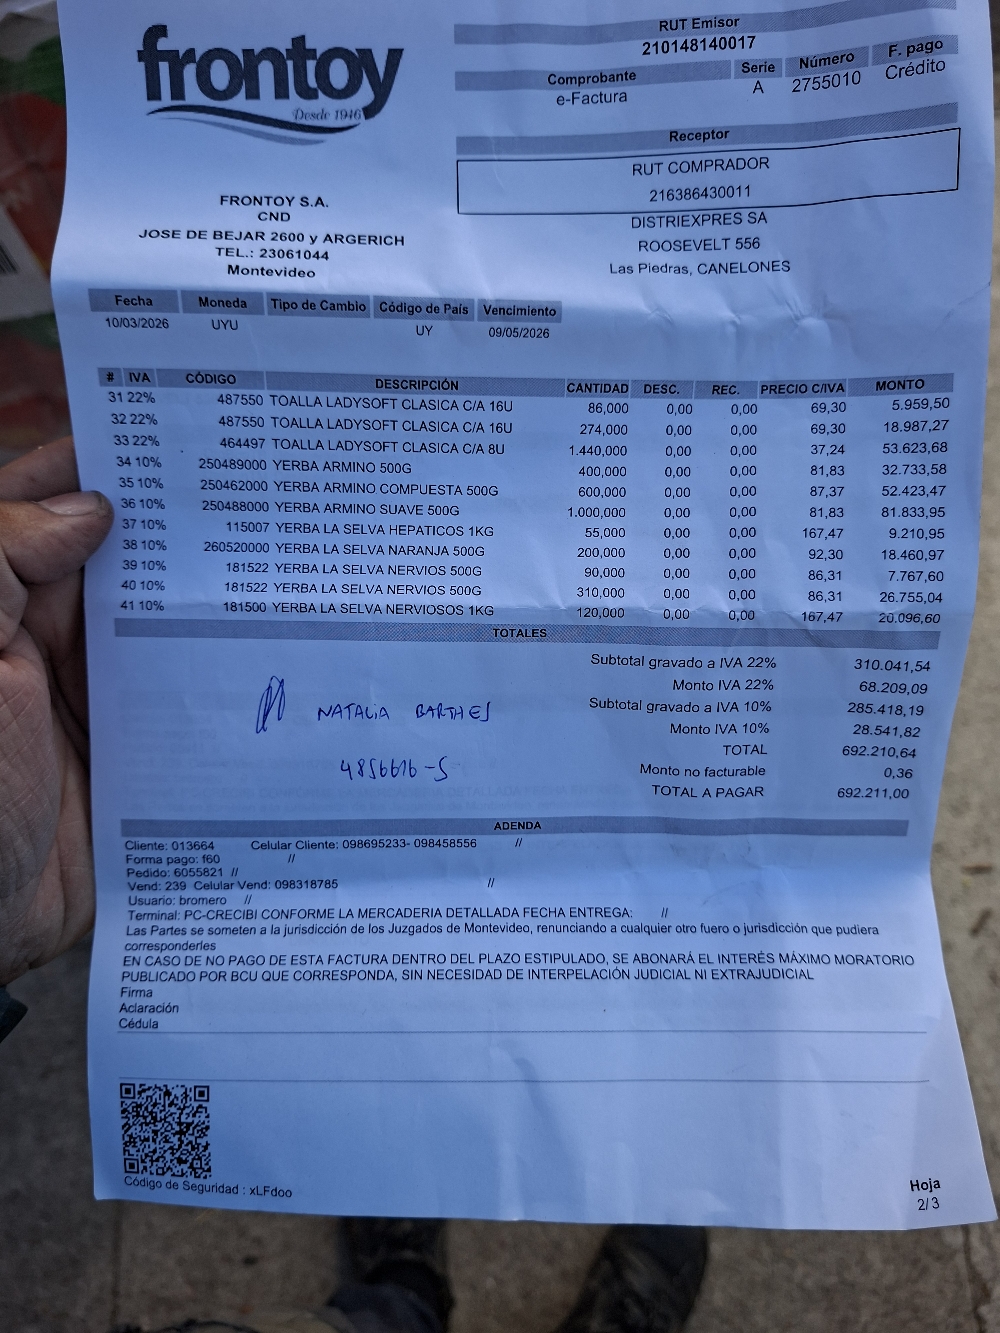 frontoy
Desde 1946
RUT Emisor
210148140017
Comprobante Serie Número F. pago
e-Factura A 2755010 Crédito
Receptor
RUT COMPRADOR
216386430011
DISTRIEXPRES SA
ROOSEVELT 556
Las Piedras, CANELONES
FRONTOY S.A.
CND
JOSE DE BEJAR 2600 y ARGERICH
TEL.: 23061044
Montevideo
Fecha Moneda Tipo de Cambio Código de País Vencimiento
10/03/2026 UYU UY 09/05/2026
# IVA CÓDIGO DESCRIPCIÓN CANTIDAD DESC. REC. PRECIO C/IVA MONTO
31 22% 487550 TOALLA LADYSOFT CLASICA C/A 16U 86,000 0,00 0,00 69,30 5.959,50
32 22% 487550 TOALLA LADYSOFT CLASICA C/A 16U 274,000 0,00 0,00 69,30 18.987,27
33 22% 464497 TOALLA LADYSOFT CLASICA C/A 8U 1.440,000 0,00 0,00 37,24 53.623,68
34 10% 250489000 YERBA ARMINO 500G 400,000 0,00 0,00 81,83 32.733,58
35 10% 250462000 YERBA ARMINO COMPUESTA 500G 600,000 0,00 0,00 87,37 52.423,47
36 10% 250488000 YERBA ARMINO SUAVE 500G 1.000,000 0,00 0,00 81,83 81.833,95
37 10% 115007 YERBA LA SELVA HEPATICOS 1KG 55,000 0,00 0,00 167,47 9.210,95
38 10% 260520000 YERBA LA SELVA NARANJA 500G 200,000 0,00 0,00 92,30 18.460,97
39 10% 181522 YERBA LA SELVA NERVIOS 500G 90,000 0,00 0,00 86,31 7.767,60
40 10% 181522 YERBA LA SELVA NERVIOS 500G 310,000 0,00 0,00 86,31 26.755,04
41 10% 181500 YERBA LA SELVA NERVIOSOS 1KG 120,000 0,00 0,00 167,47 20.096,60
TOTALES
Subtotal gravado a IVA 22% 310.041,54
Monto IVA 22% 68.209,09
Subtotal gravado a IVA 10% 285.418,19
Monto IVA 10% 28.541,82
TOTAL 692.210,64
Monto no facturable 0,36
TOTAL A PAGAR 692.211,00
NATALIA BARTHES
4856616-5
ADENDA
Cliente: 013664 Celular Cliente: 098695233- 098458556 //
Forma pago: f60 //
Pedido: 6055821 //
Vend: 239 Celular Vend: 098318785 //
Usuario: bromero //
Terminal: PC-CRECIBI CONFORME LA MERCADERIA DETALLADA FECHA ENTREGA: //
Las Partes se someten a la jurisdicción de los Juzgados de Montevideo, renunciando a cualquier otro fuero o jurisdicción que pudiera
corresponderles
EN CASO DE NO PAGO DE ESTA FACTURA DENTRO DEL PLAZO ESTIPULADO, SE ABONARÁ EL INTERÉS MÁXIMO MORATORIO
PUBLICADO POR BCU QUE CORRESPONDA, SIN NECESIDAD DE INTERPELACIÓN JUDICIAL NI EXTRAJUDICIAL
Firma
Aclaración
Cédula
Código de Seguridad : xLFdoo
Hoja
2/3